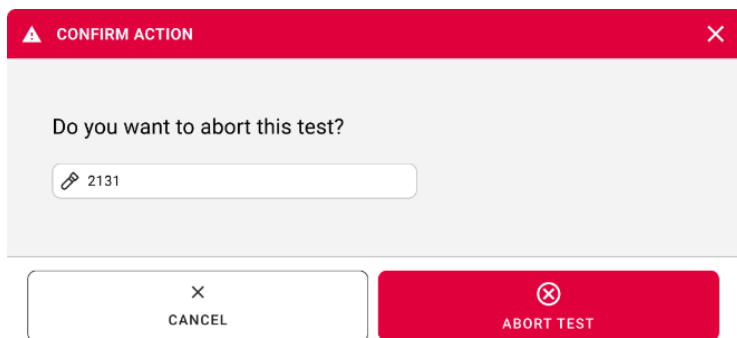 CONFIRM ACTION
Do you want to abort this test?
2131
CANCEL
ABORT TEST